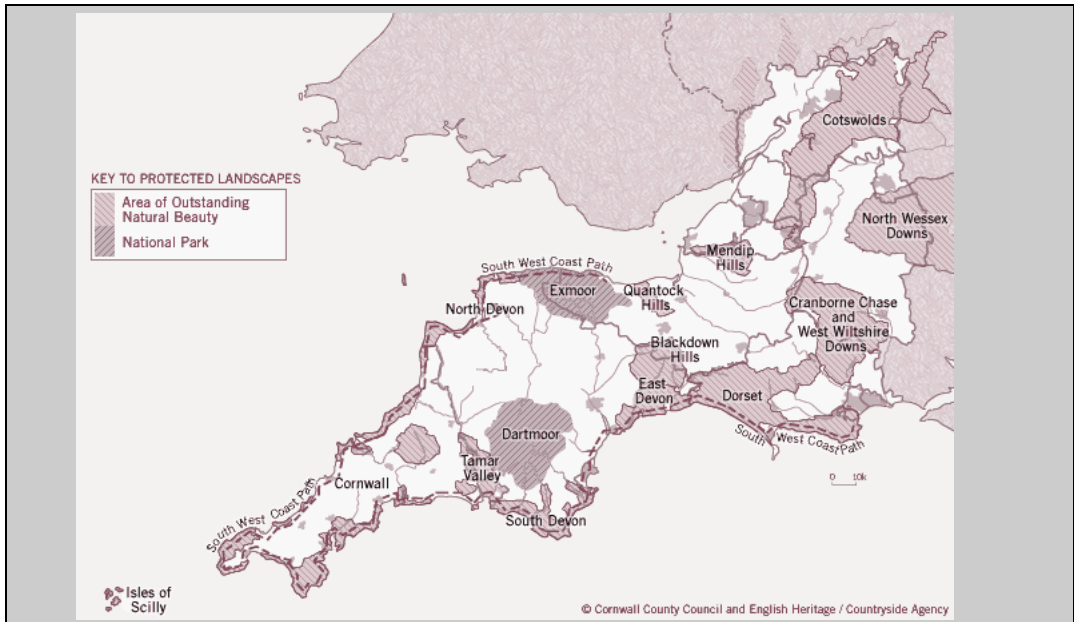 Cotswolds
KEY TO PROTECTED LANDSCAPES
Area of Outstanding
Natural Beauty
National Park
North Wessex
Downs
Mendip
Hills
South West Coast Path
Exmoor
Quantock
Hills
North Devon
Cranborne Chase
and
West Wiltshire
Downs
Blackdown
Hills
East
Devon
Dorset
Dartmoor
South West Coast Path
Tamar
Valley
Cornwall
0 10k
South West Coast Path
South Devon
Isles of
Scilly
© Cornwall County Council and English Heritage / Countryside Agency